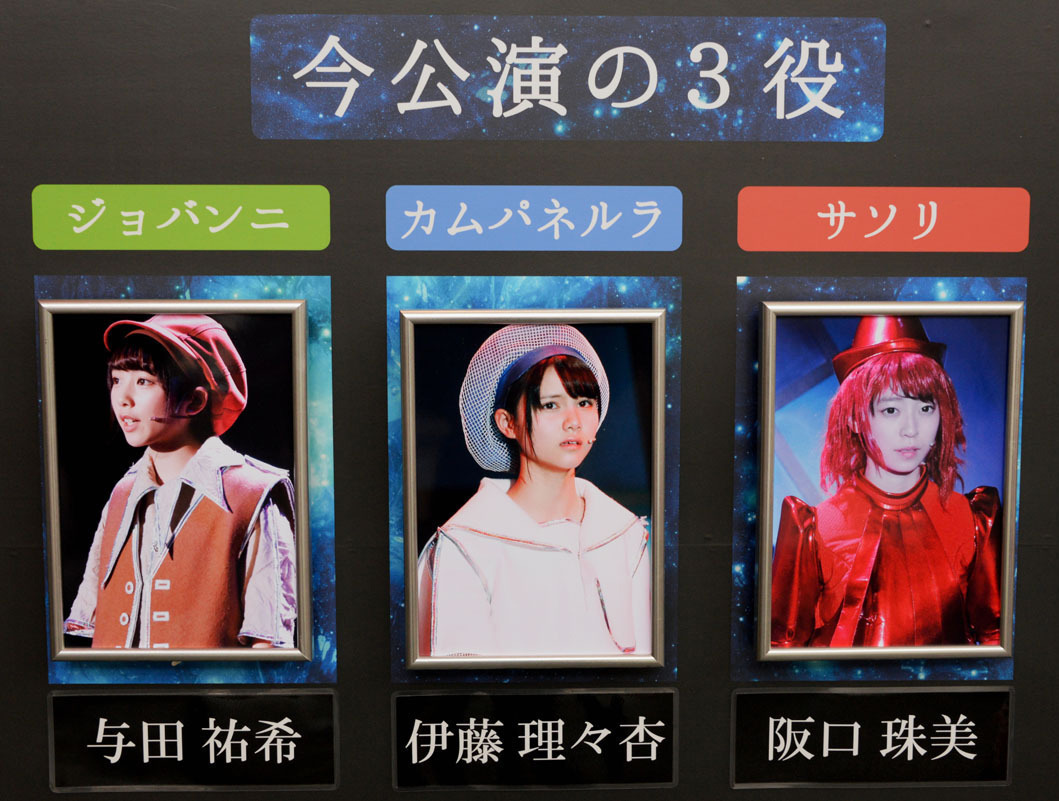 今公演の3役
ジョバンニ
カムパネルラ
サソリ
与田 祐希
伊藤 理々杏
阪口 珠美